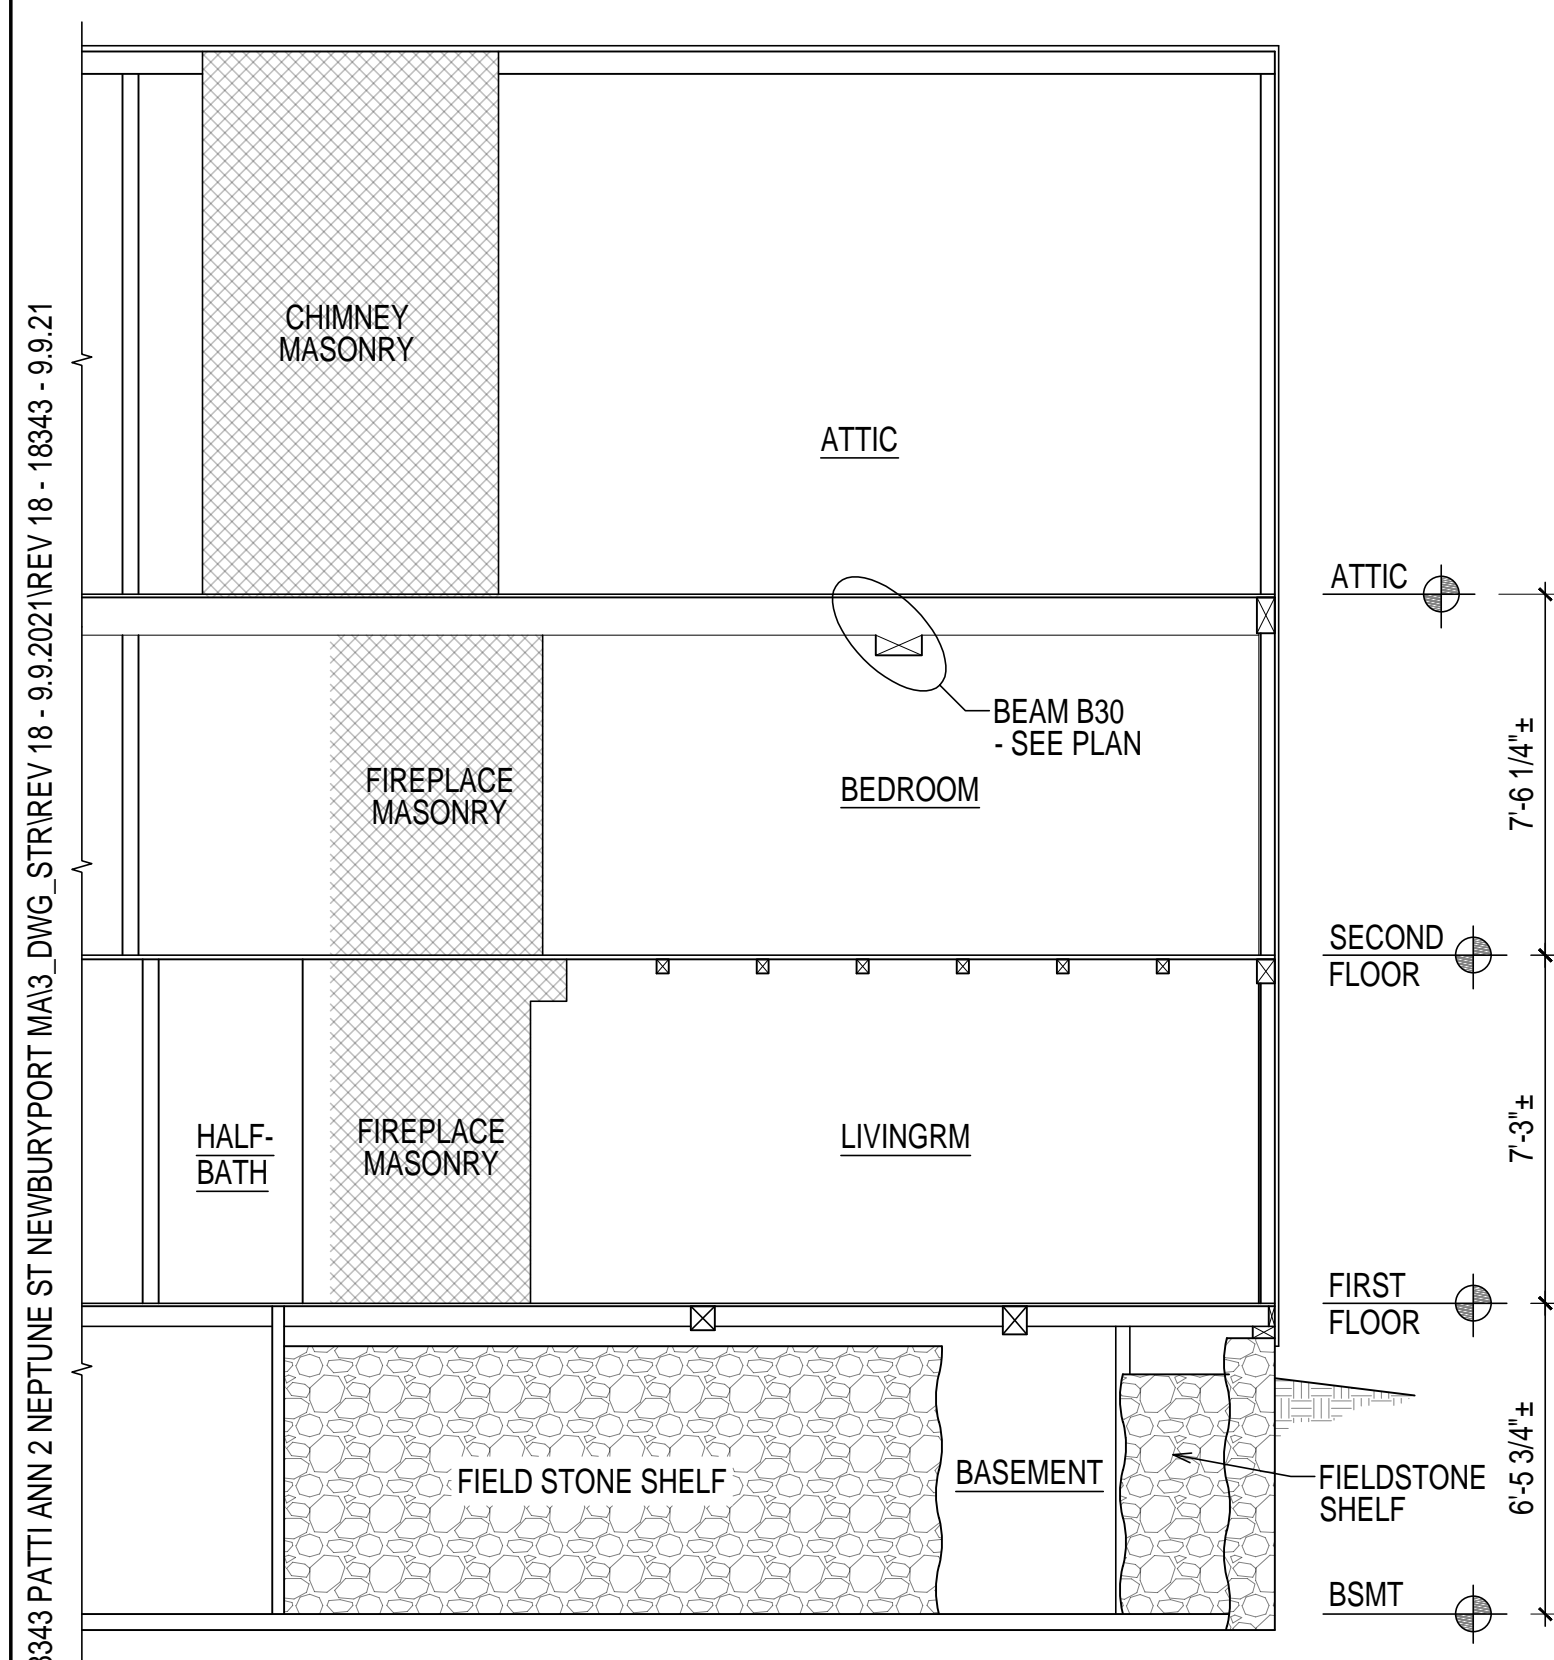 CHIMNEY
MASONRY
ATTIC
ATTIC
BEAM B30
- SEE PLAN
7'-6 1/4"±
FIREPLACE
MASONRY
BEDROOM
SECOND
FLOOR
HALF-
BATH
FIREPLACE
MASONRY
LIVINGRM
7'-3"±
FIRST
FLOOR
FIELD STONE SHELF
BASEMENT
FIELDSTONE
SHELF
6'-5 3/4"±
BSMT
8343 PATTI ANN 2 NEPTUNE ST NEWBURYPORT MA\3_DWG_STR\REV 18 - 9.9.2021\REV 18 - 18343 - 9.9.21